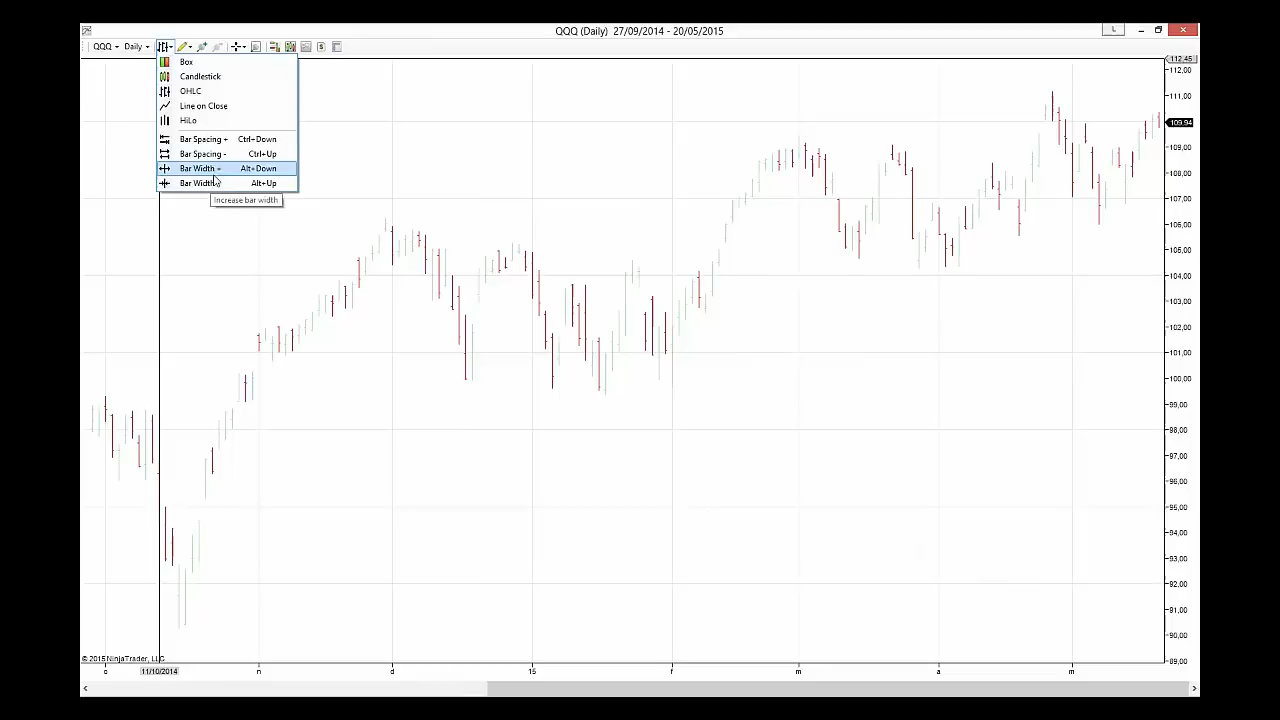 QQQ (Daily)  27/09/2014 - 20/05/2015
L
QQQ Daily
Box
Candlestick
OHLC
Line on Close
HiLo
Bar Spacing + Ctrl+Down
Bar Spacing - Ctrl+Up
Bar Width + Alt+Down
Bar Width Alt+Up
Increase bar width
112,45
112,00
111,00
109,94
109,00
108,00
107,00
106,00
105,00
104,00
103,00
102,00
101,00
100,00
99,00
98,00
97,00
96,00
95,00
94,00
93,00
92,00
91,00
90,00
89,00
© 2015 NinjaTrader, LLC
o 11/10/2014 n d 15 f m a m